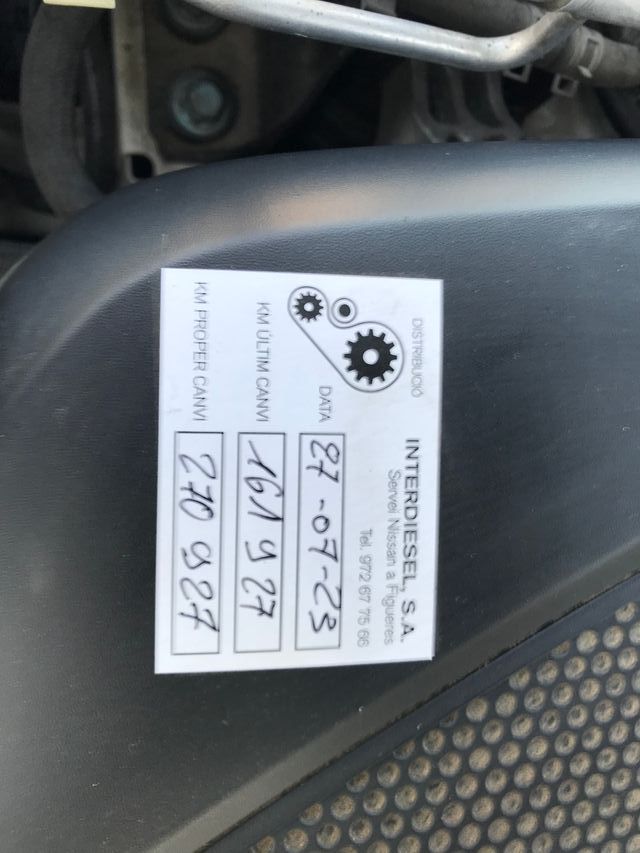 DISTRIBUCIÓ
INTERDIESEL, S.A.
Servei Nissan a Figueres
Tel. 972 67 75 66
DATA 27-07-23
KM ÚLTIM CANVI 161 927
KM PROPER CANVI 270 927